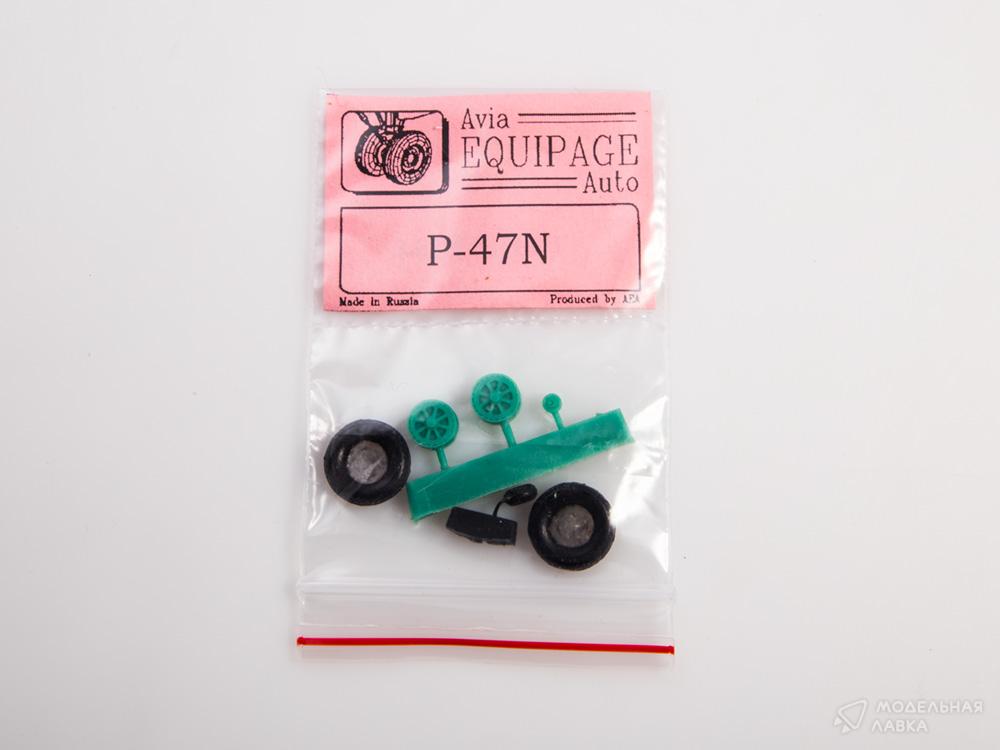 Avia
EQUIPAGE
Auto
P-47N
Made in Russia
Produced by AEA
МОДЕЛЬНАЯ
ЛАВКА